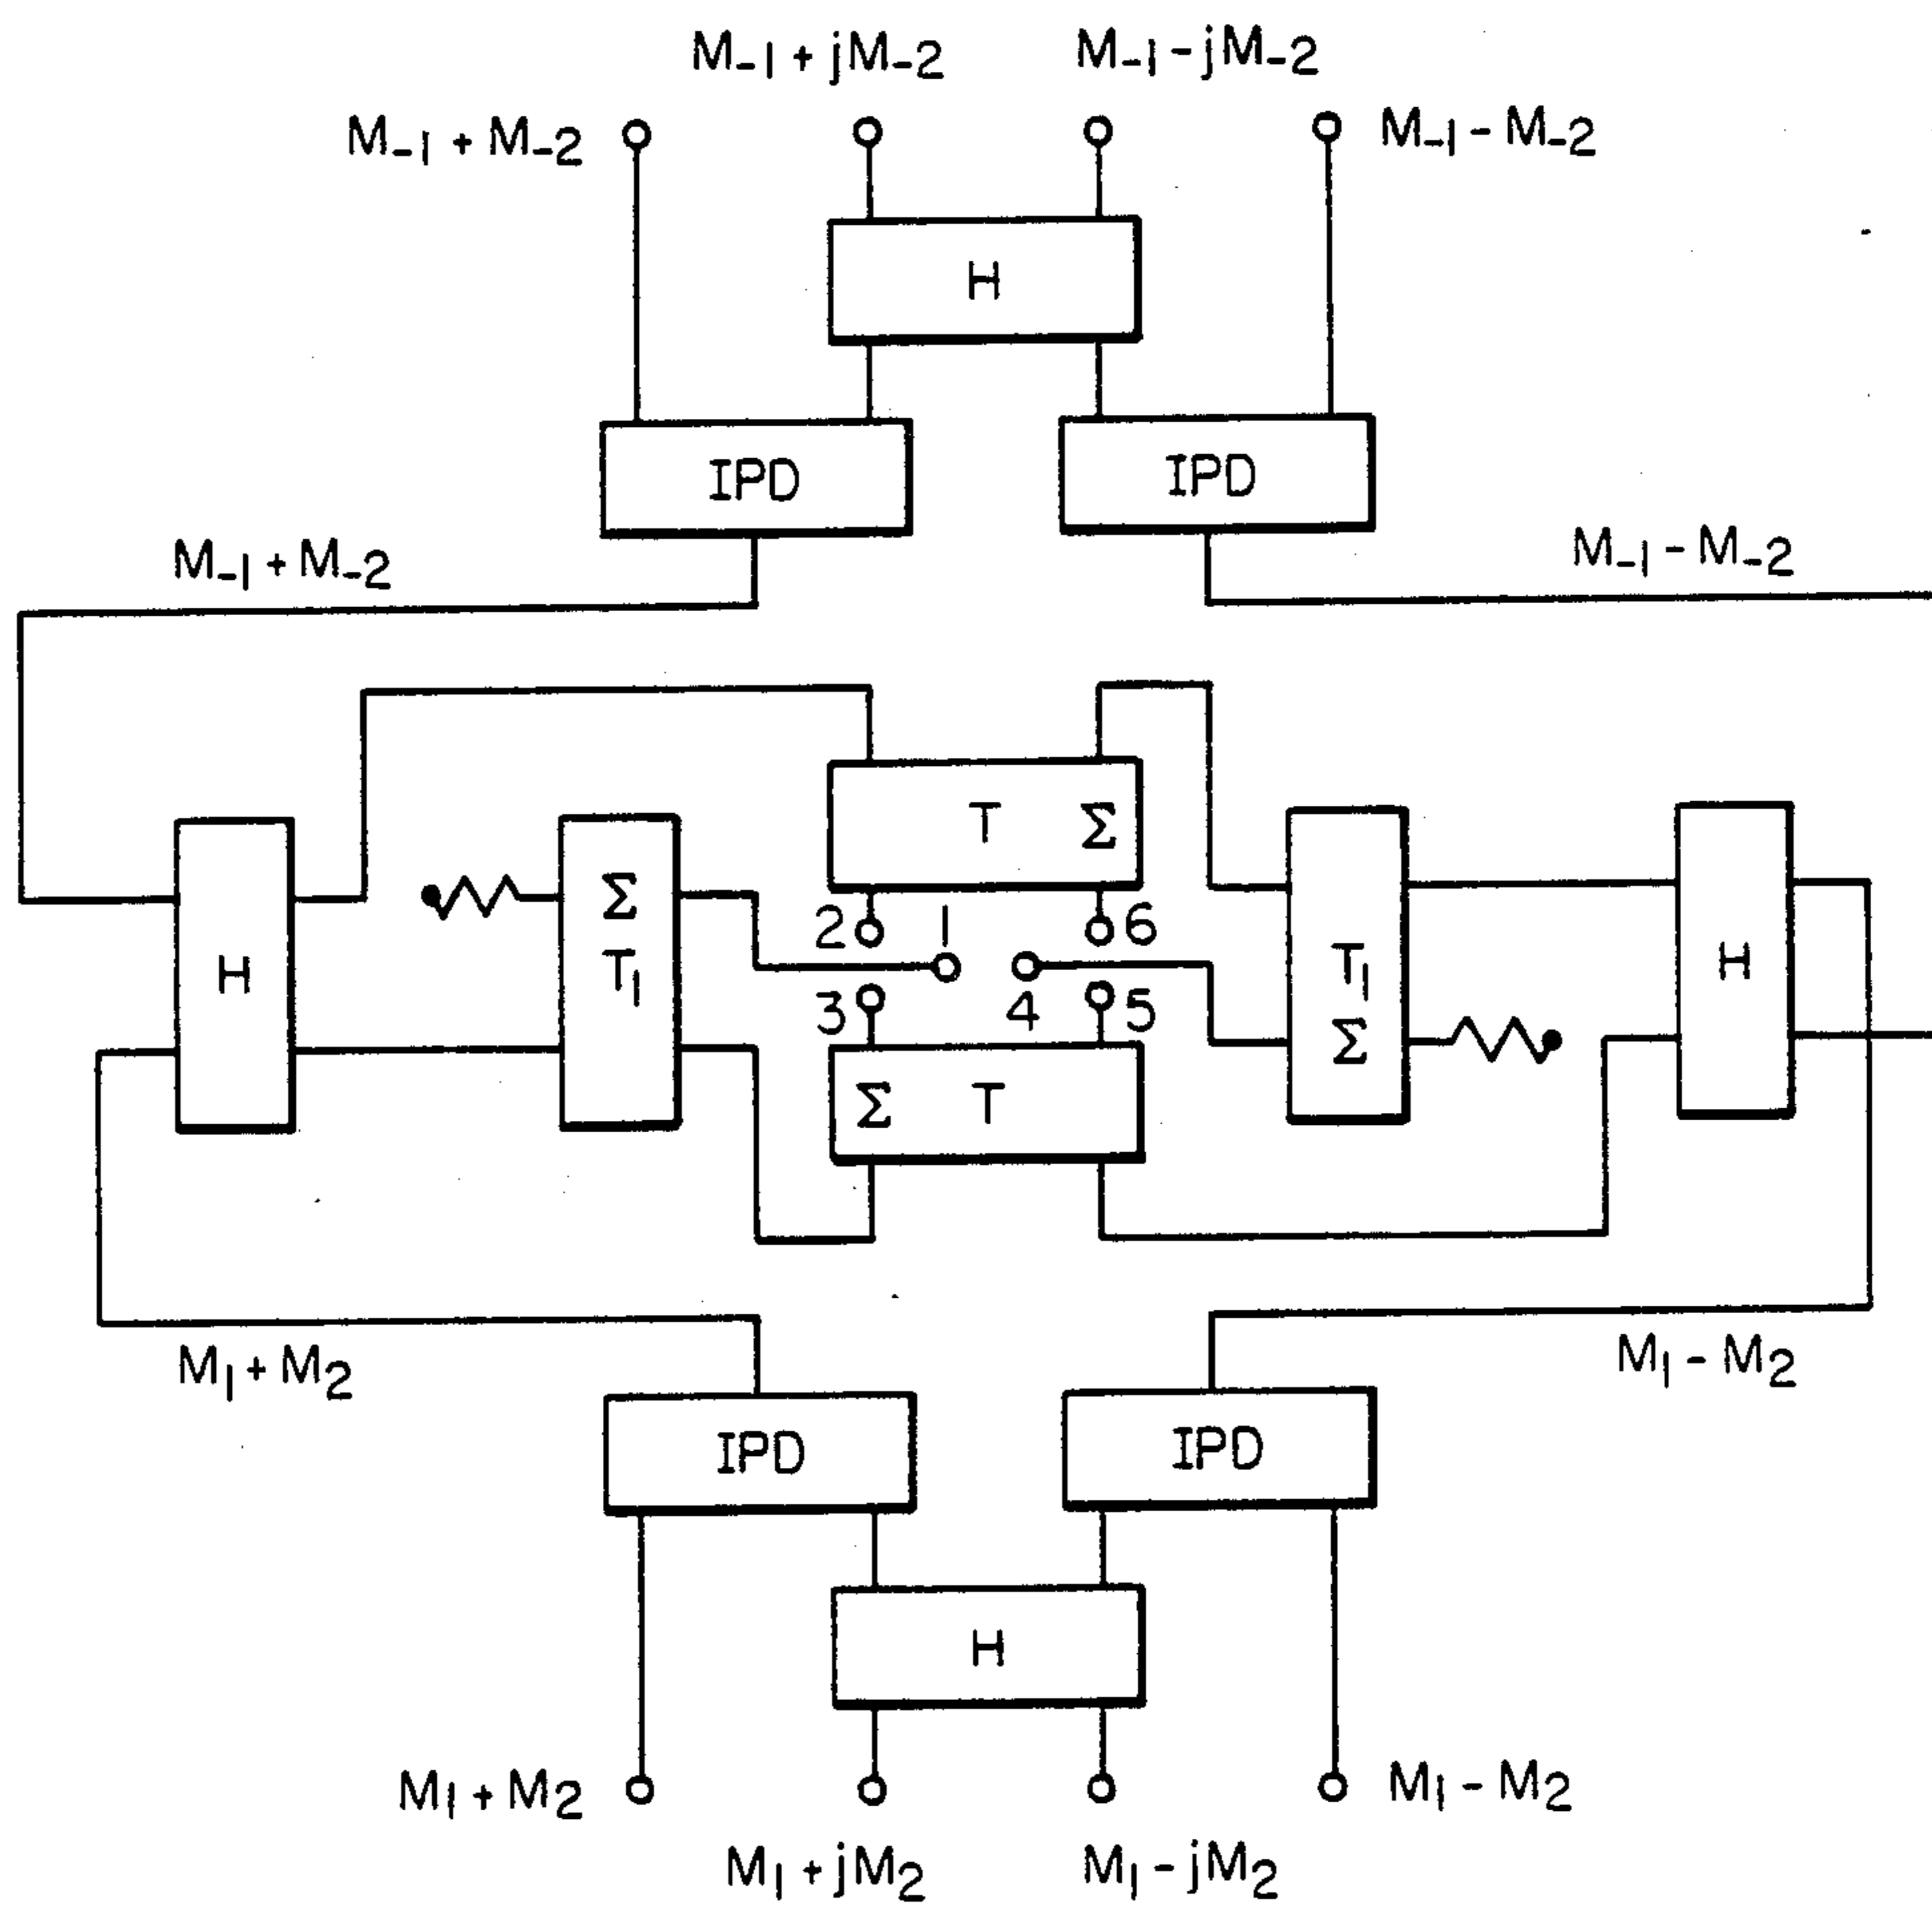 M₋₁ + jM₋₂ M₋₁ - jM₋₂
M₋₁ + M₋₂ M₋₁ - M₋₂
H
IPD IPD
M₋₁ + M₋₂ M₋₁ - M₋₂
T Σ
Σ
T₁
2 1 6
H
T₁
H
3 4 5
Σ
Σ T
M₁ + M₂ M₁ - M₂
IPD IPD
H
M₁ + M₂ M₁ - M₂
M₁ + jM₂ M₁ - jM₂